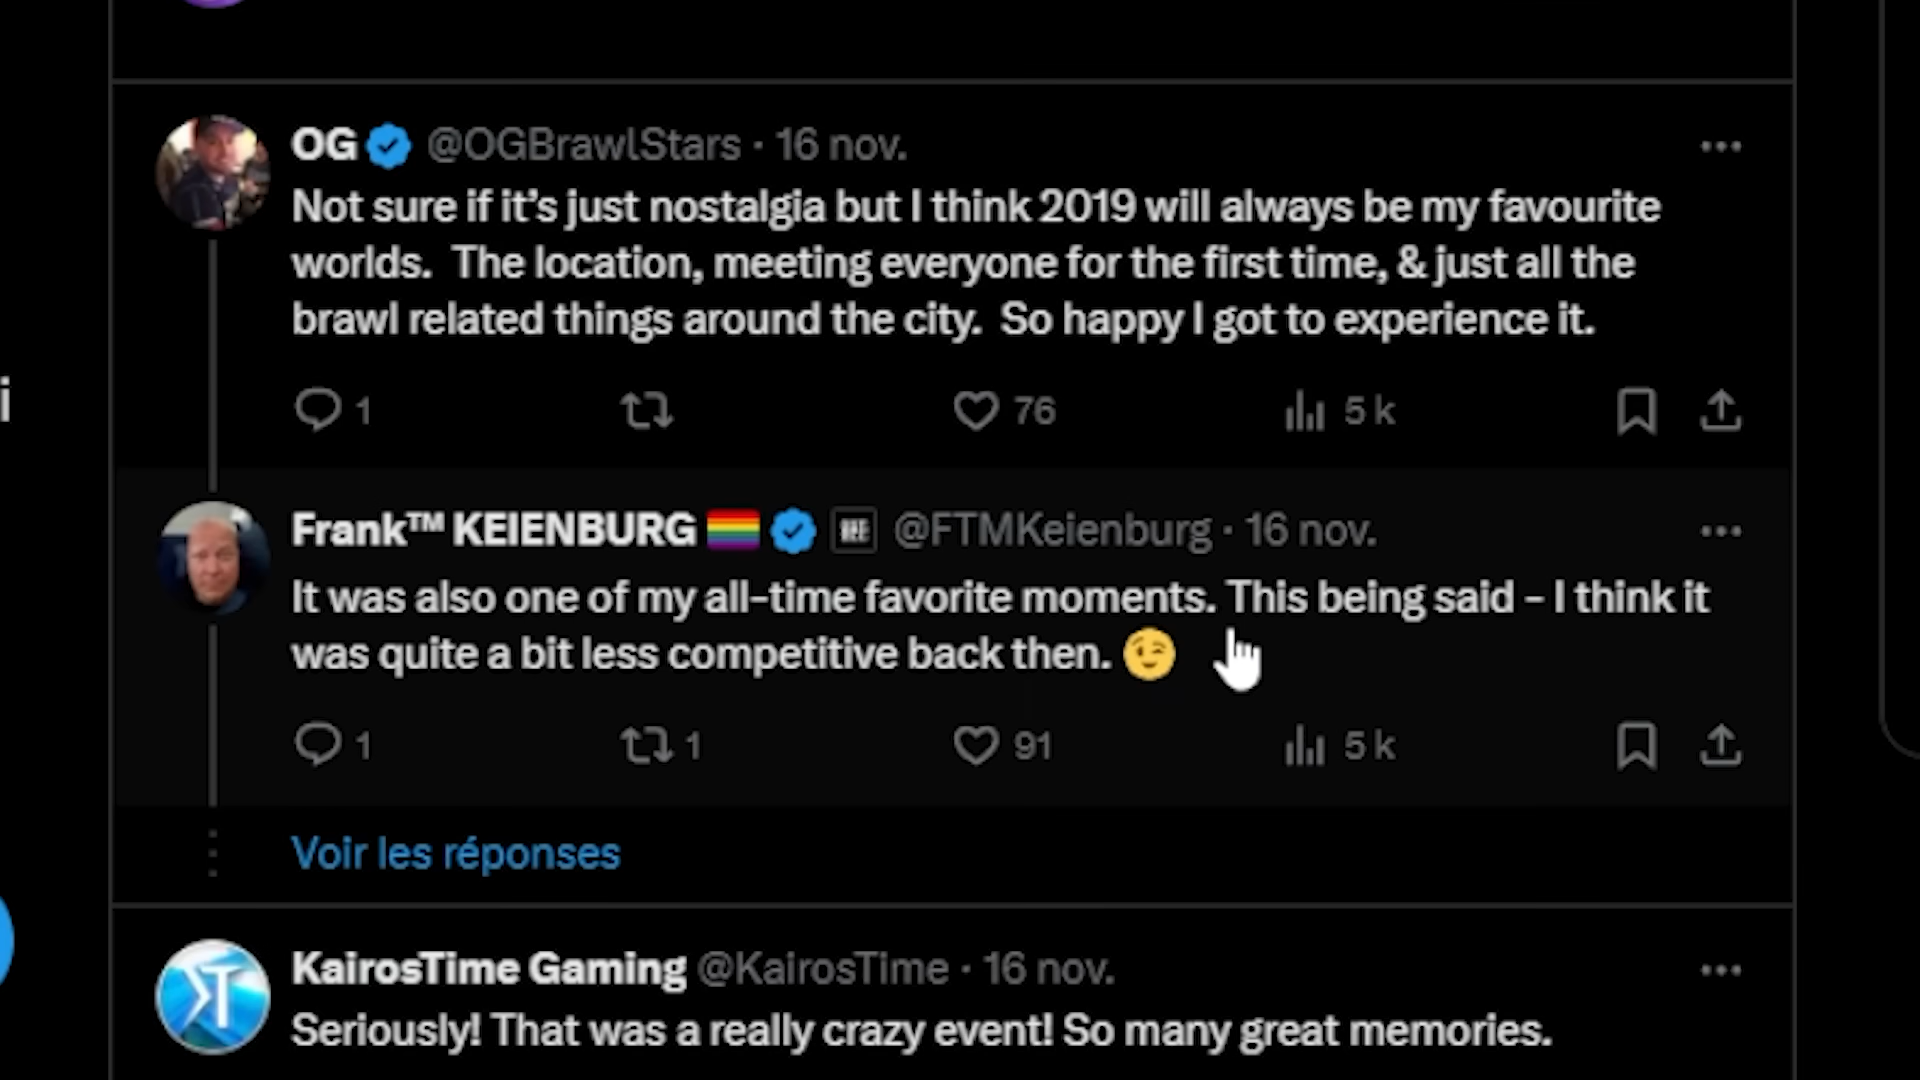 OG @OGBrawlStars · 16 nov.
Not sure if it's just nostalgia but I think 2019 will always be my favourite
worlds.  The location, meeting everyone for the first time, & just all the
brawl related things around the city.  So happy I got to experience it.
1 76 5 k
i
Frank™ KEIENBURG @FTMKeienburg · 16 nov.
It was also one of my all-time favorite moments. This being said – I think it
was quite a bit less competitive back then. 😉
1 1 91 5 k
Voir les réponses
KairosTime Gaming @KairosTime · 16 nov.
Seriously! That was a really crazy event! So many great memories.